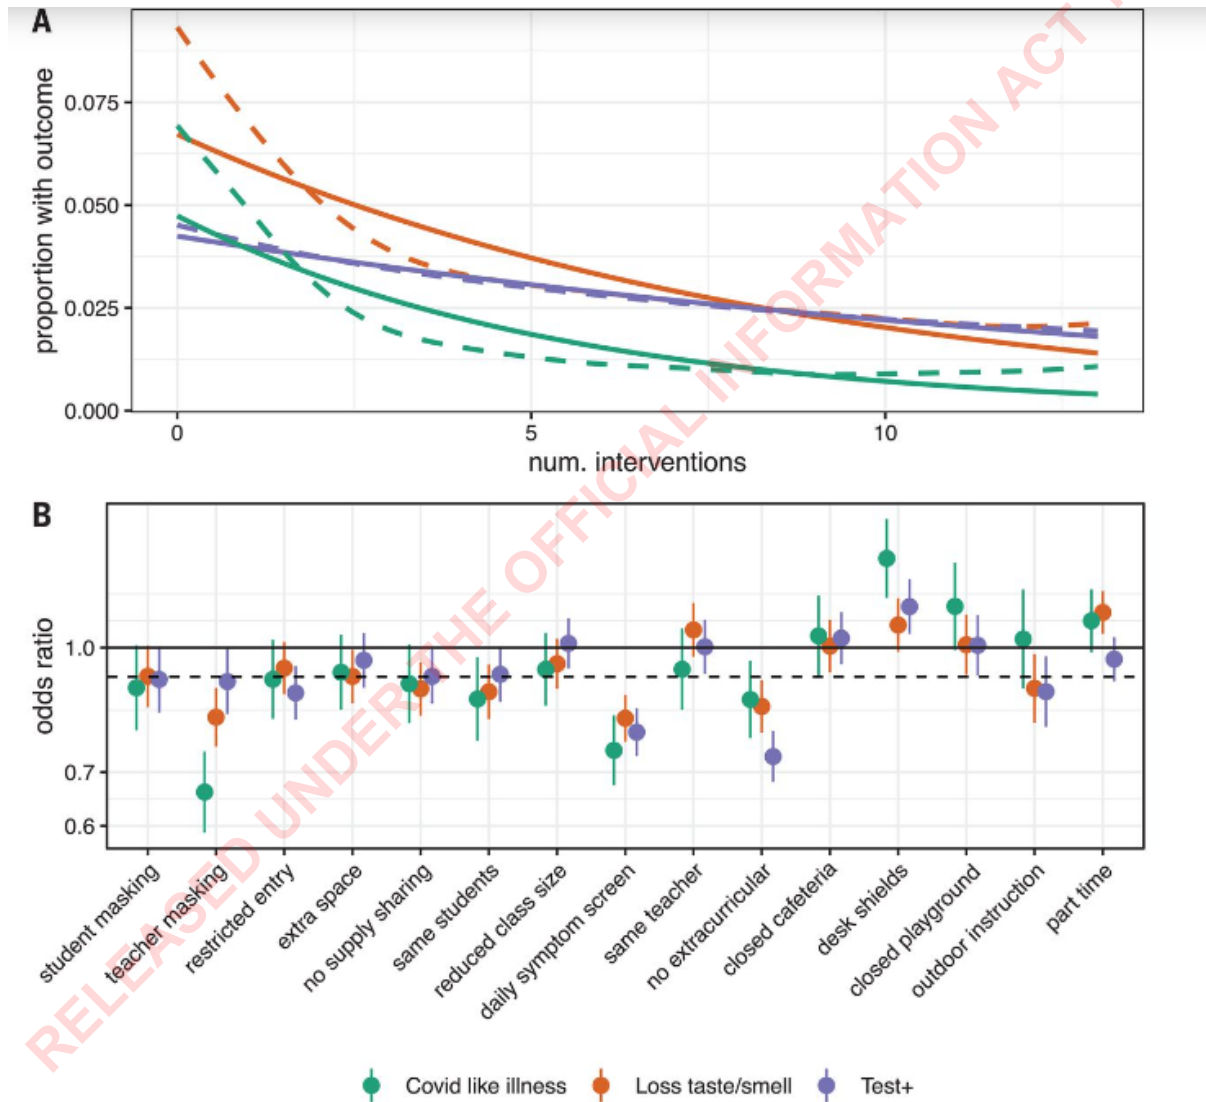 A
proportion with outcome
0.075
0.050
0.025
0.000
0
5
10
num. interventions
B
odds ratio
1.0
0.7
0.6
student masking
teacher masking
restricted entry
extra space
no supply sharing
same students
reduced class size
daily symptom screen
same teacher
no extracurricular
closed cafeteria
desk shields
closed playground
outdoor instruction
part time
Covid like illness
Loss taste/smell
Test+
RELEASED UNDER THE OFFICIAL INFORMATION ACT